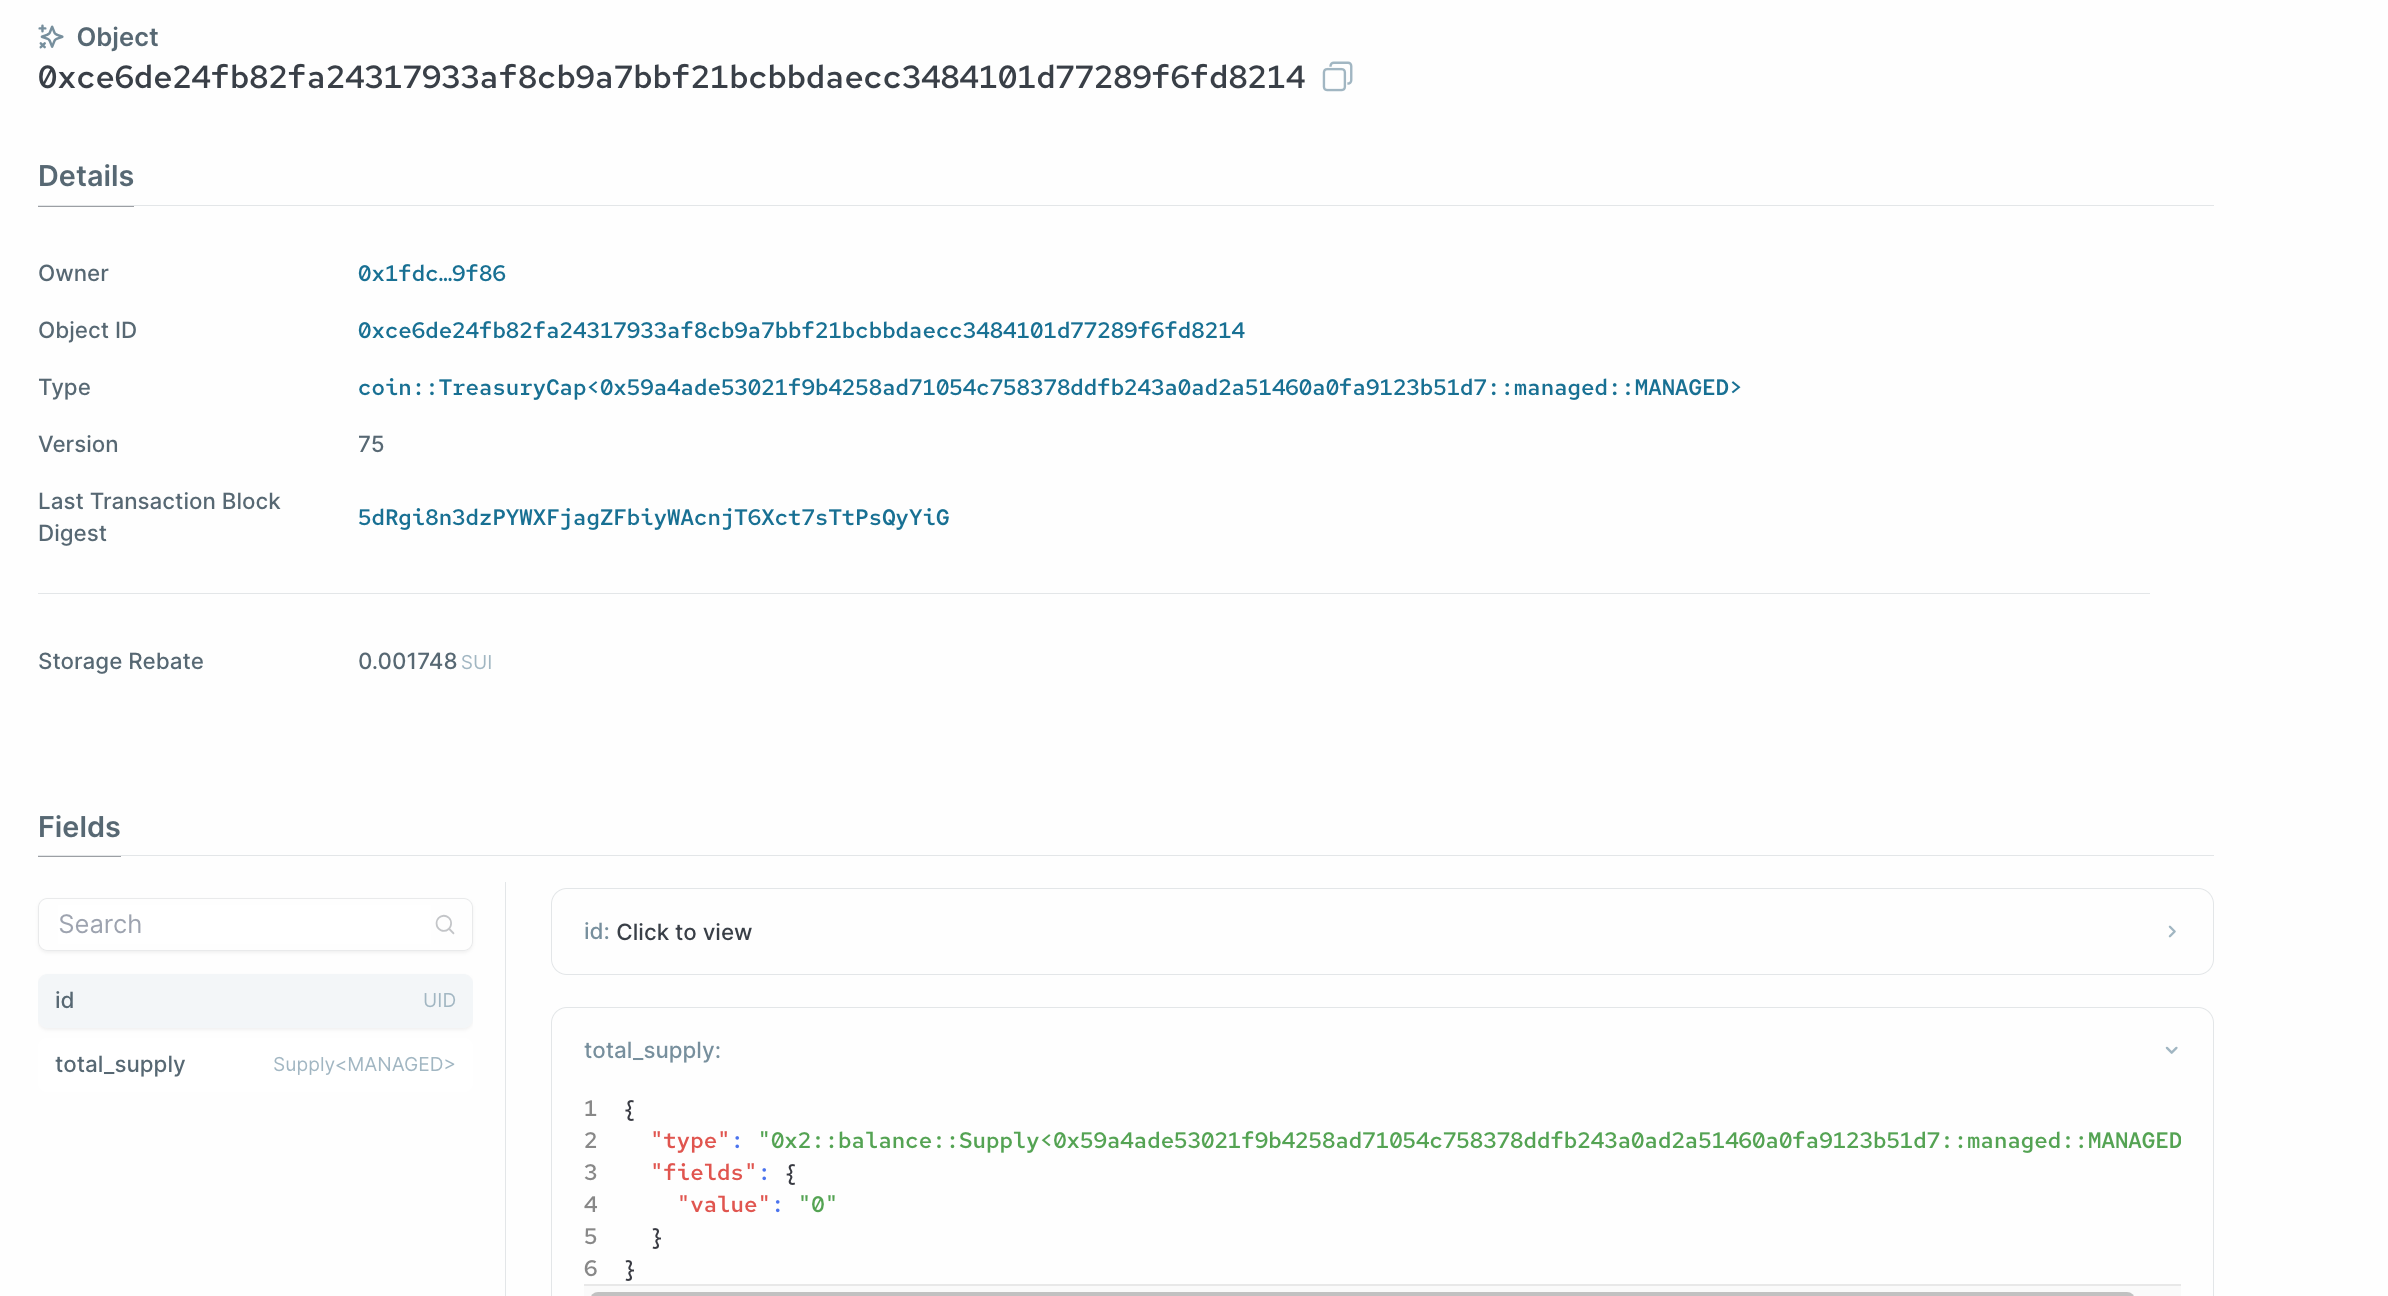 Object
0xce6de24fb82fa24317933af8cb9a7bbf21bcbbdaecc3484101d77289f6fd8214
Details
Owner 0x1fdc…9f86
Object ID 0xce6de24fb82fa24317933af8cb9a7bbf21bcbbdaecc3484101d77289f6fd8214
Type coin::TreasuryCap<0x59a4ade53021f9b4258ad71054c758378ddfb243a0ad2a51460a0fa9123b51d7::managed::MANAGED>
Version 75
Last Transaction Block
Digest
5dRgi8n3dzPYWXFjagZFbiyWAcnjT6Xct7sTtPsQyYiG
Storage Rebate 0.001748 SUI
Fields
Search
id UID
total_supply Supply<MANAGED>
id: Click to view
total_supply:
1 {
2 "type": "0x2::balance::Supply<0x59a4ade53021f9b4258ad71054c758378ddfb243a0ad2a51460a0fa9123b51d7::managed::MANAGED
3 "fields": {
4 "value": "0"
5 }
6 }